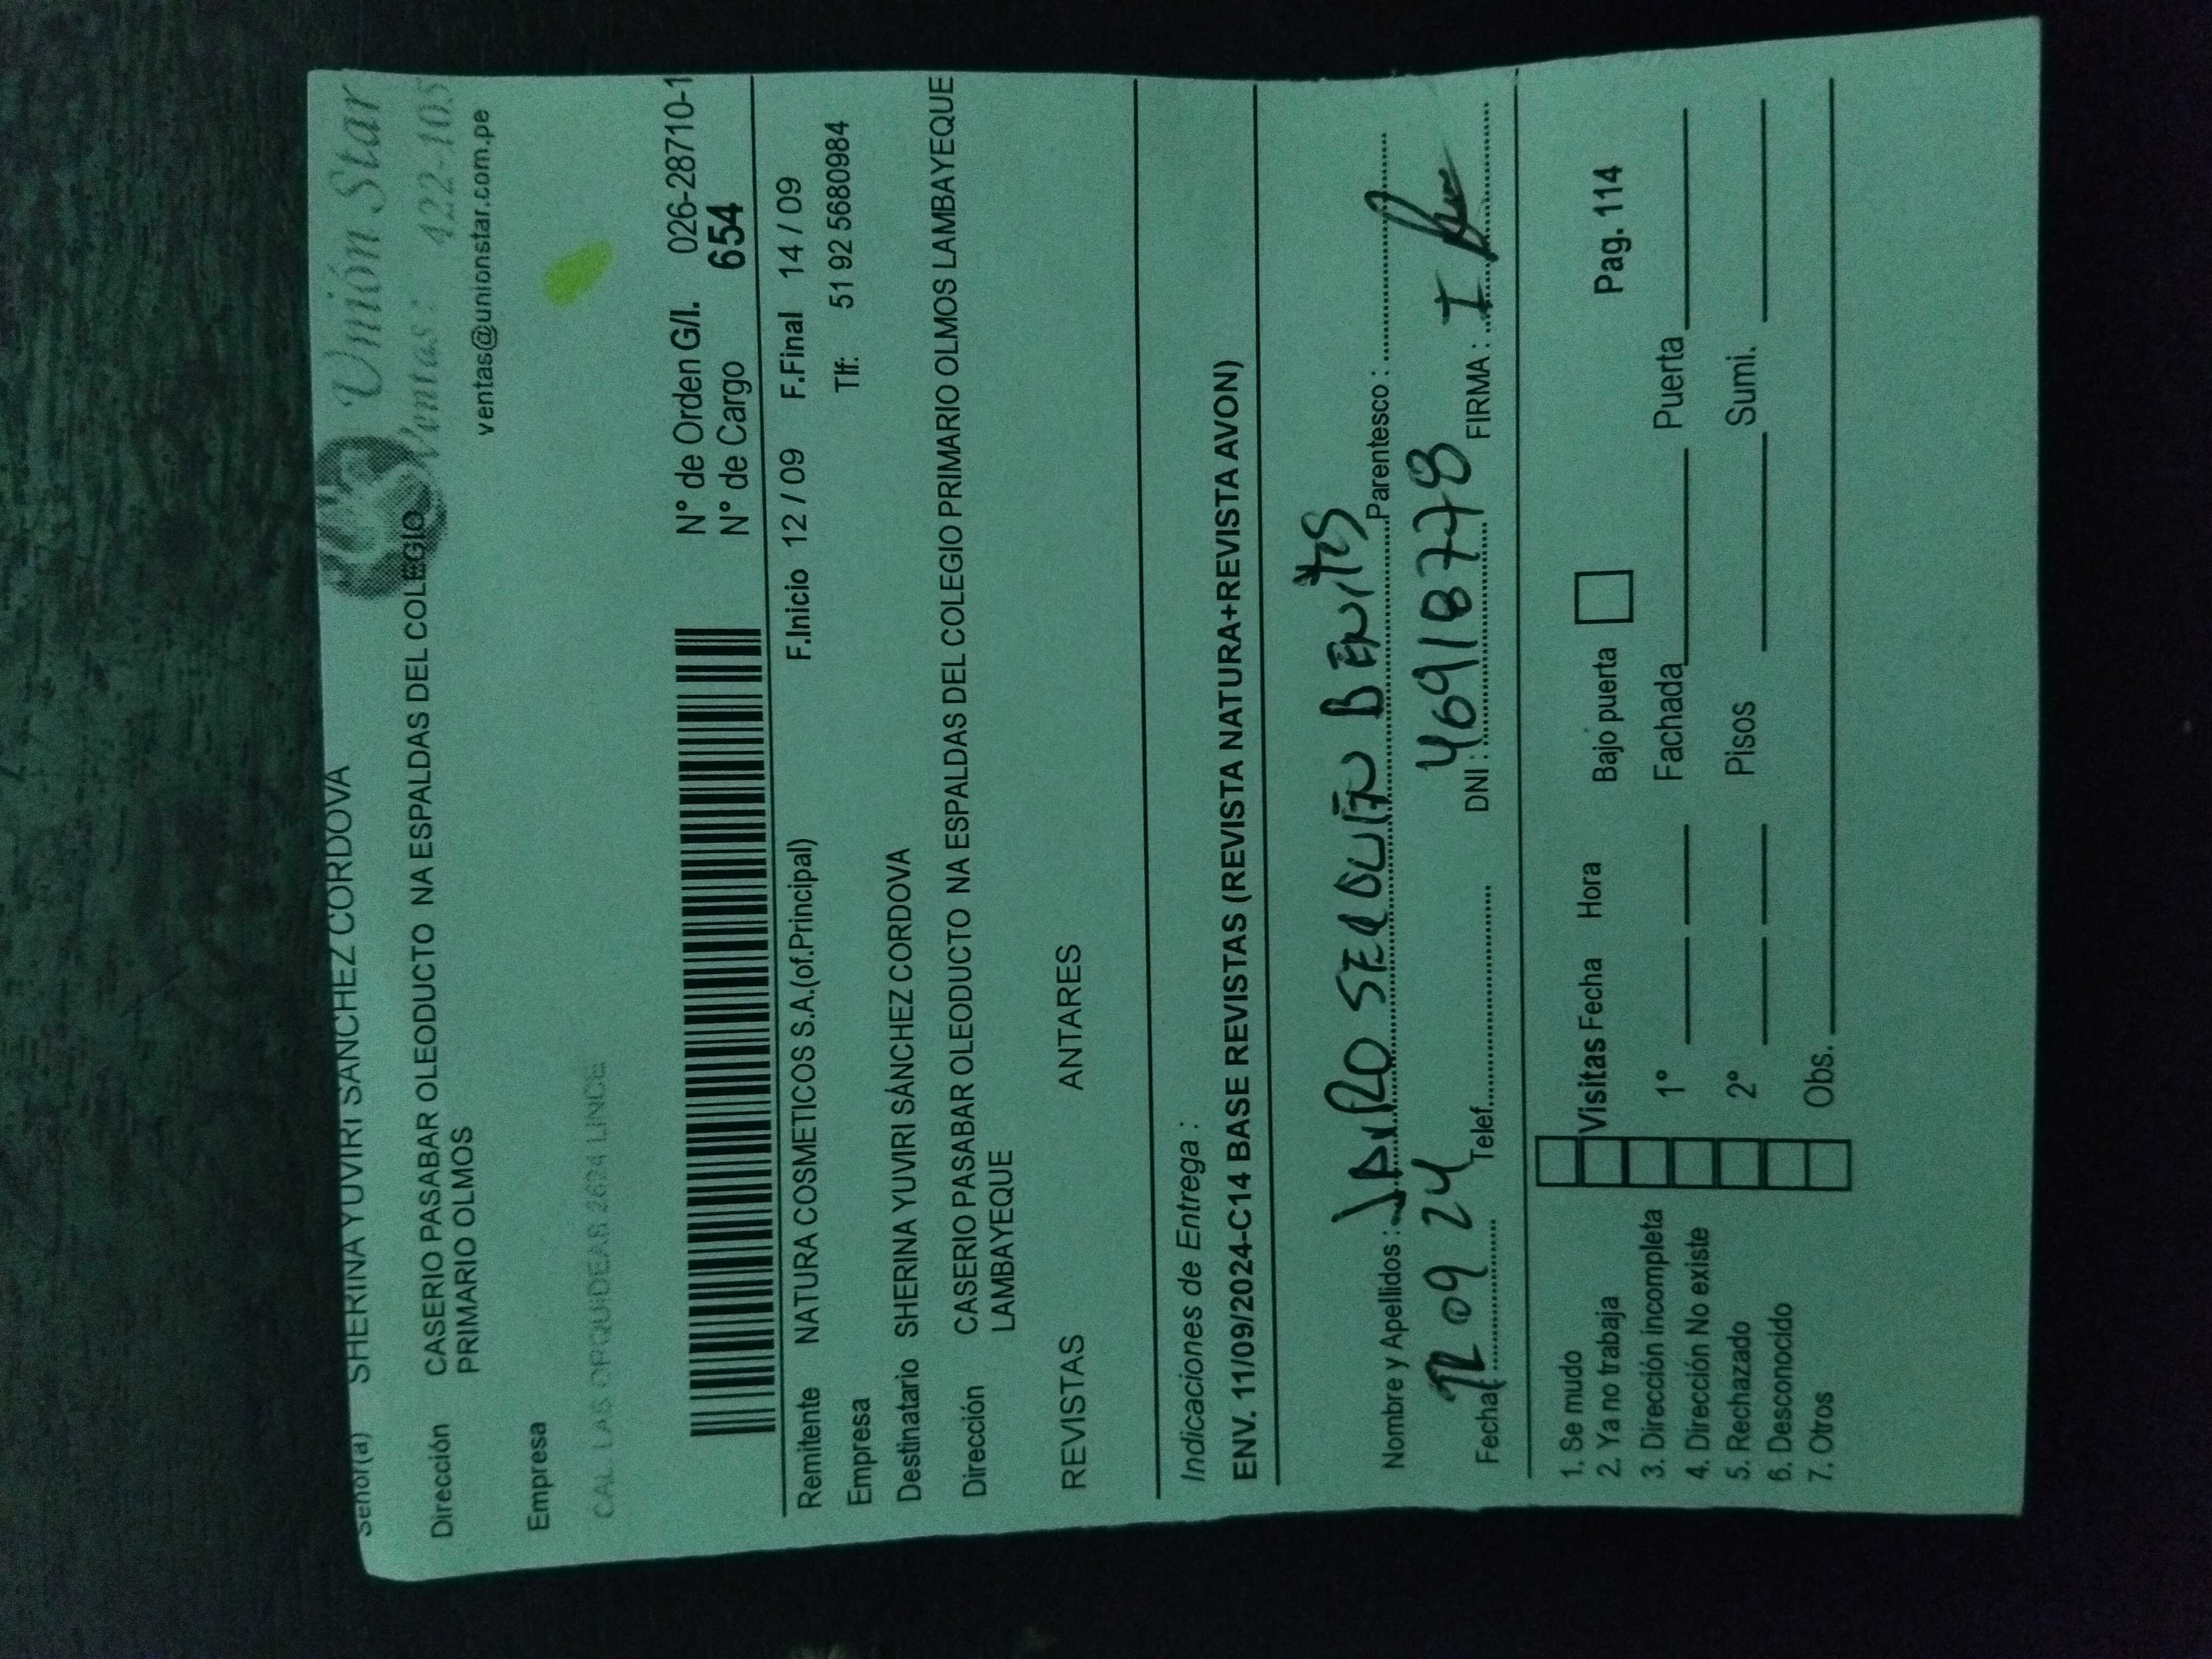 Unión Star
Ventas: 422-105
ventas@unionstar.com.pe
Señor(a) SHERINA YUVIRI SÁNCHEZ CORDOVA
Dirección CASERIO PASABAR OLEODUCTO NA ESPALDAS DEL COLEGIO
PRIMARIO OLMOS
Empresa
CAL. LAS ORQUIDEAS 2624 LINCE
N° de Orden G/I. 026-28710-1
N° de Cargo 654
Remitente NATURA COSMETICOS S.A.(of.Principal) F.Inicio 12 / 09 F.Final 14 / 09
Empresa Tlf: 51 92 5680984
Destinatario SHERINA YUVIRI SÁNCHEZ CORDOVA
Dirección CASERIO PASABAR OLEODUCTO NA ESPALDAS DEL COLEGIO PRIMARIO OLMOS LAMBAYEQUE
LAMBAYEQUE
REVISTAS ANTARES
Indicaciones de Entrega :
ENV. 11/09/2024-C14 BASE REVISTAS (REVISTA NATURA+REVISTA AVON)
Nombre y Apellidos : BENITES Parentesco :
Fecha 09 24 Telef. DNI : 46918778 FIRMA :
1. Se mudo
2. Ya no trabaja Visitas Fecha Hora Bajo puerta Pag. 114
3. Dirección incompleta 1° Fachada Puerta
4. Dirección No existe
5. Rechazado 2° Pisos Sumi.
6. Desconocido
7. Otros Obs.